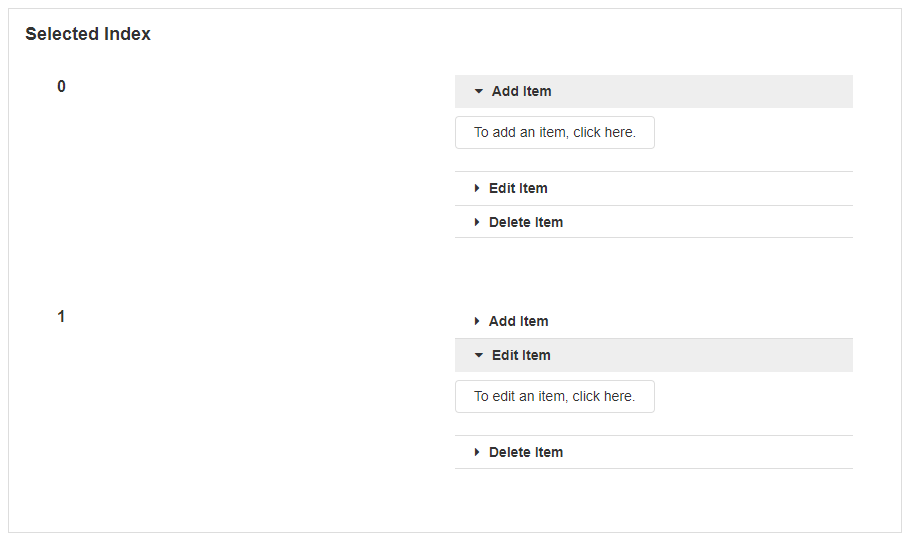 Selected Index
0
Add Item
To add an item, click here.
Edit Item
Delete Item
1
Add Item
Edit Item
To edit an item, click here.
Delete Item